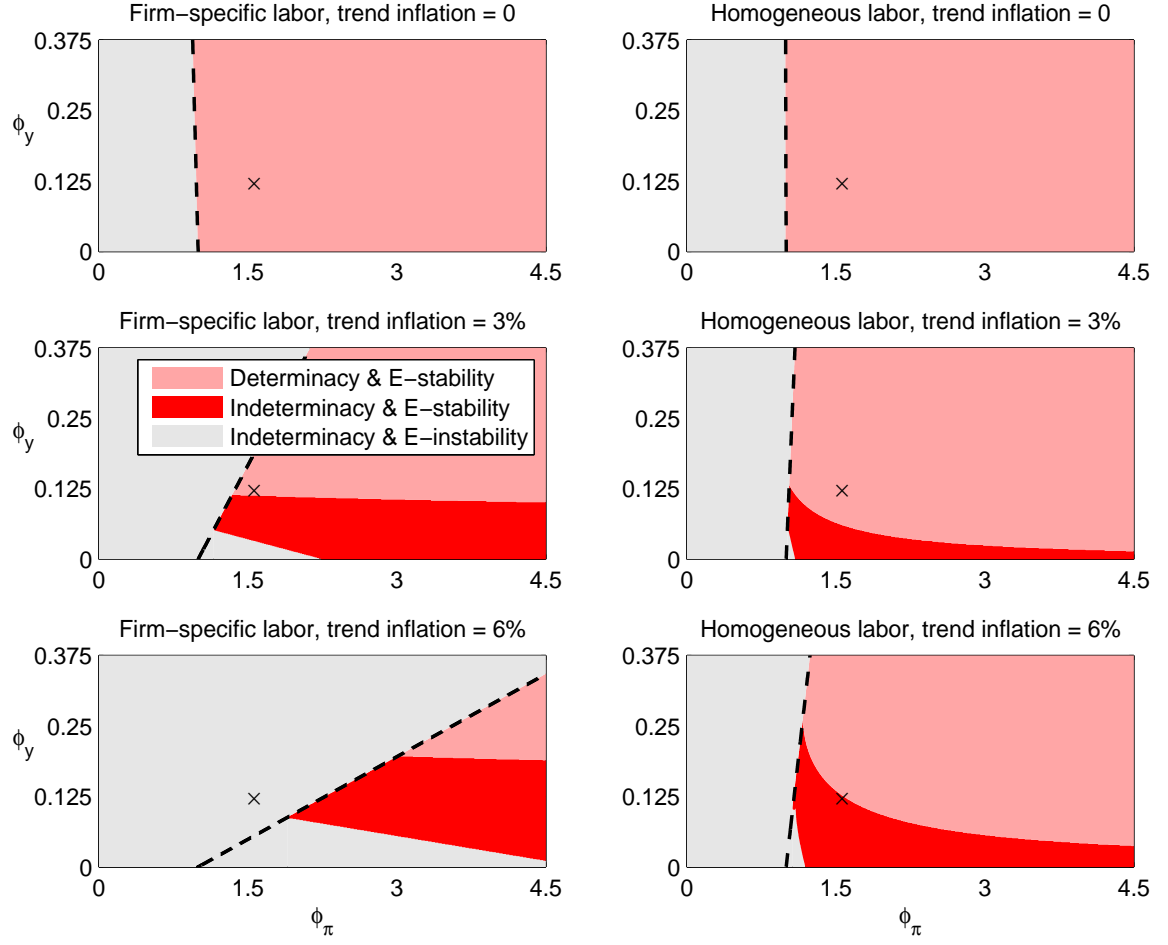 Firm−specific labor, trend inflation = 0
Homogeneous labor, trend inflation = 0
0.375
0.25
0.125
0
ϕy
0 1.5 3 4.5
0.375
0.25
0.125
0
0 1.5 3 4.5
Firm−specific labor, trend inflation = 3%
Homogeneous labor, trend inflation = 3%
0.375
0.25
0.125
0
ϕy
Determinacy & E−stability
Indeterminacy & E−stability
Indeterminacy & E−instability
0 1.5 3 4.5
0.375
0.25
0.125
0
0 1.5 3 4.5
Firm−specific labor, trend inflation = 6%
Homogeneous labor, trend inflation = 6%
0.375
0.25
0.125
0
ϕy
0 1.5 3 4.5
ϕπ
0.375
0.25
0.125
0
0 1.5 3 4.5
ϕπ